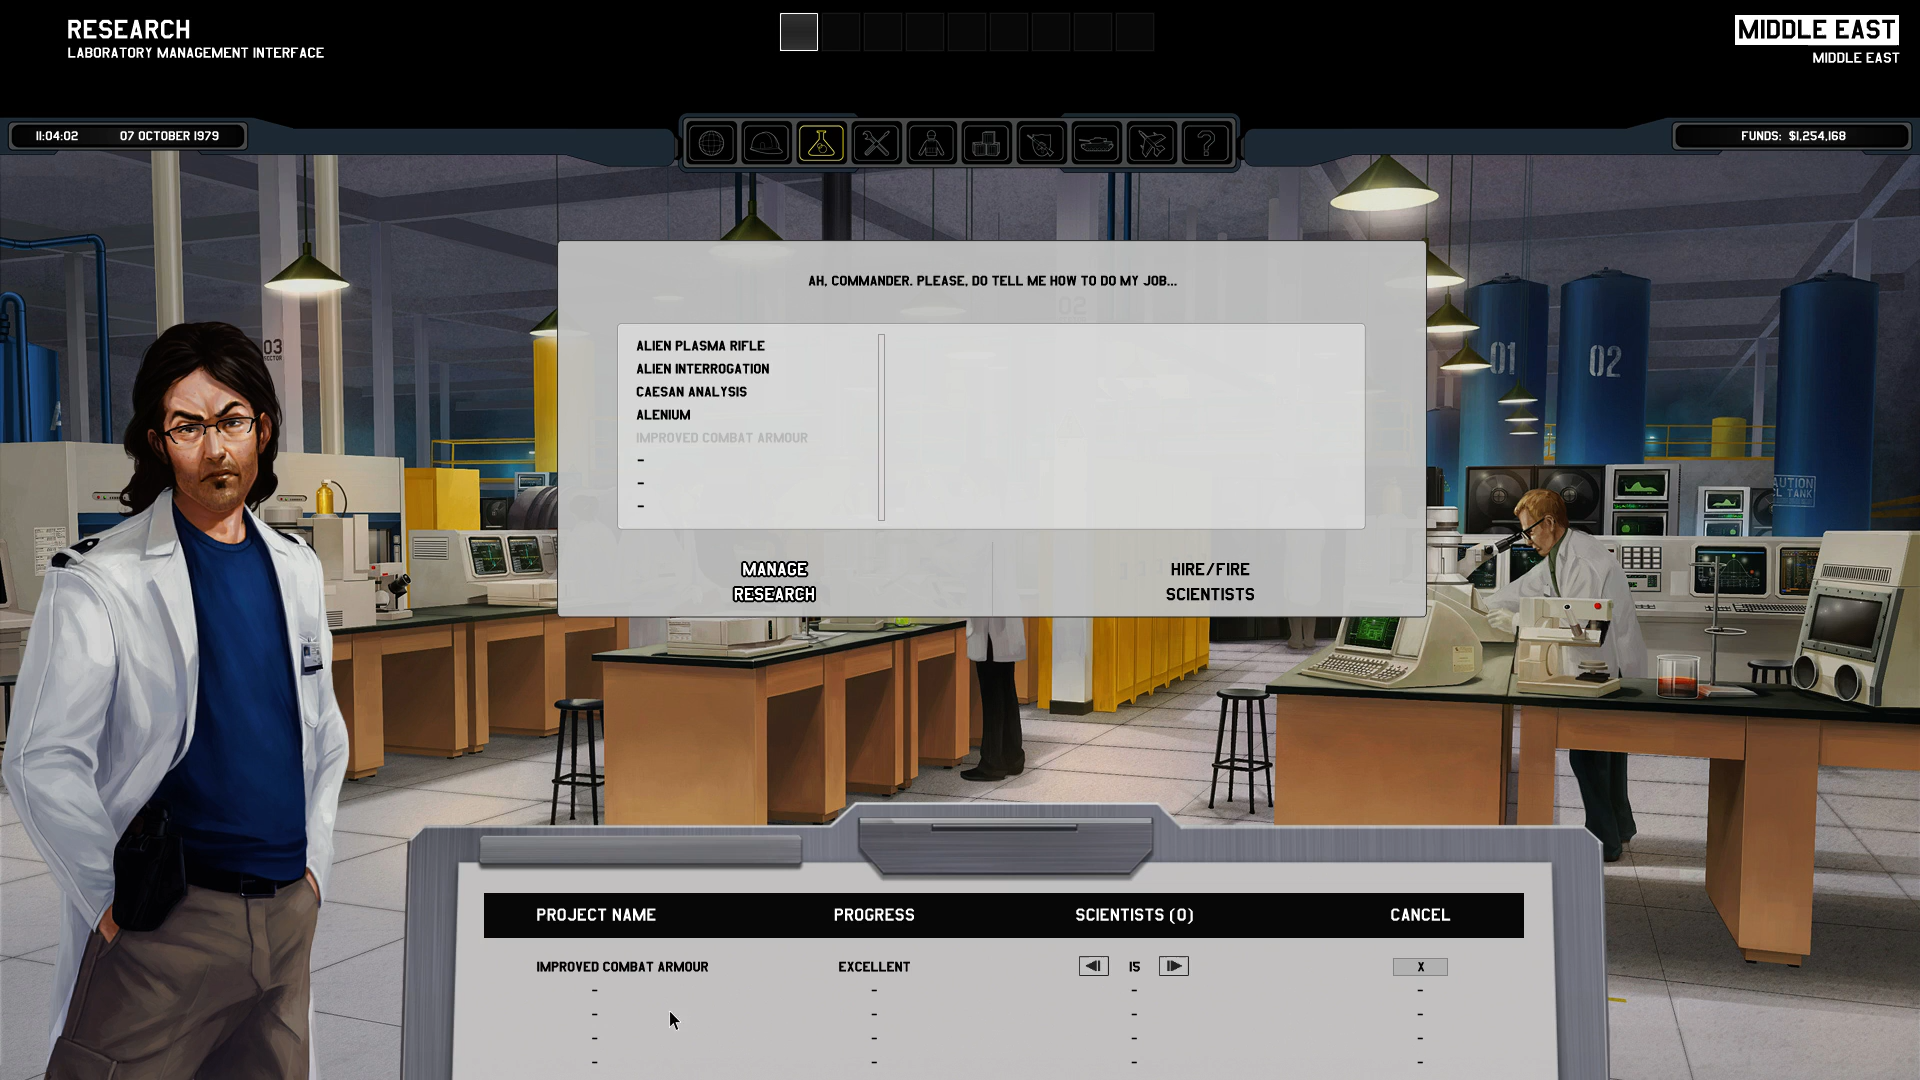 RESEARCH
LABORATORY MANAGEMENT INTERFACE
MIDDLE EAST
MIDDLE EAST
11:04:02 07 OCTOBER 1979
FUNDS: $1,254,168
AH, COMMANDER. PLEASE, DO TELL ME HOW TO DO MY JOB...
02
03
SECTOR
01
02
ALIEN PLASMA RIFLE
ALIEN INTERROGATION
CAESAN ANALYSIS
ALENIUM
IMPROVED COMBAT ARMOUR
-
-
-
MANAGE
RESEARCH
HIRE/FIRE
SCIENTISTS
PROJECT NAME PROGRESS SCIENTISTS (0) CANCEL
IMPROVED COMBAT ARMOUR EXCELLENT 15 X
- - - -
- - - -
- - - -
- - - -